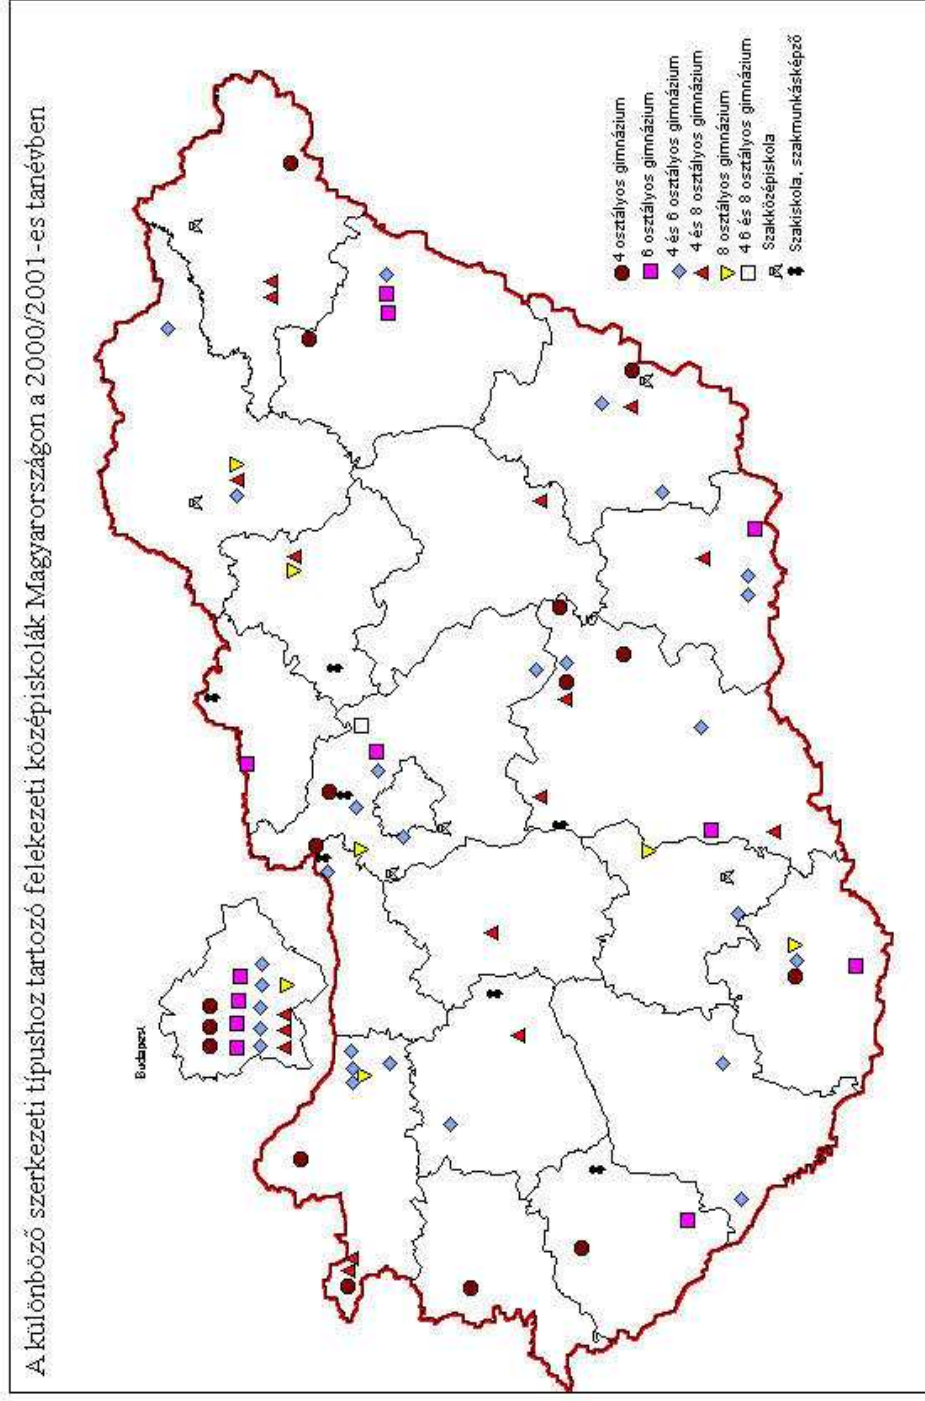 A különböző szerkezeti típushoz tartozó felekezeti középiskolák Magyarországon a 2000/2001-es tanévben
Budapest
4 osztályos gimnázium
6 osztályos gimnázium
4 és 6 osztályos gimnázium
4 és 8 osztályos gimnázium
8 osztályos gimnázium
4 6 és 8 osztályos gimnázium
Szakközépiskola
Szakiskola, szakmunkásképző